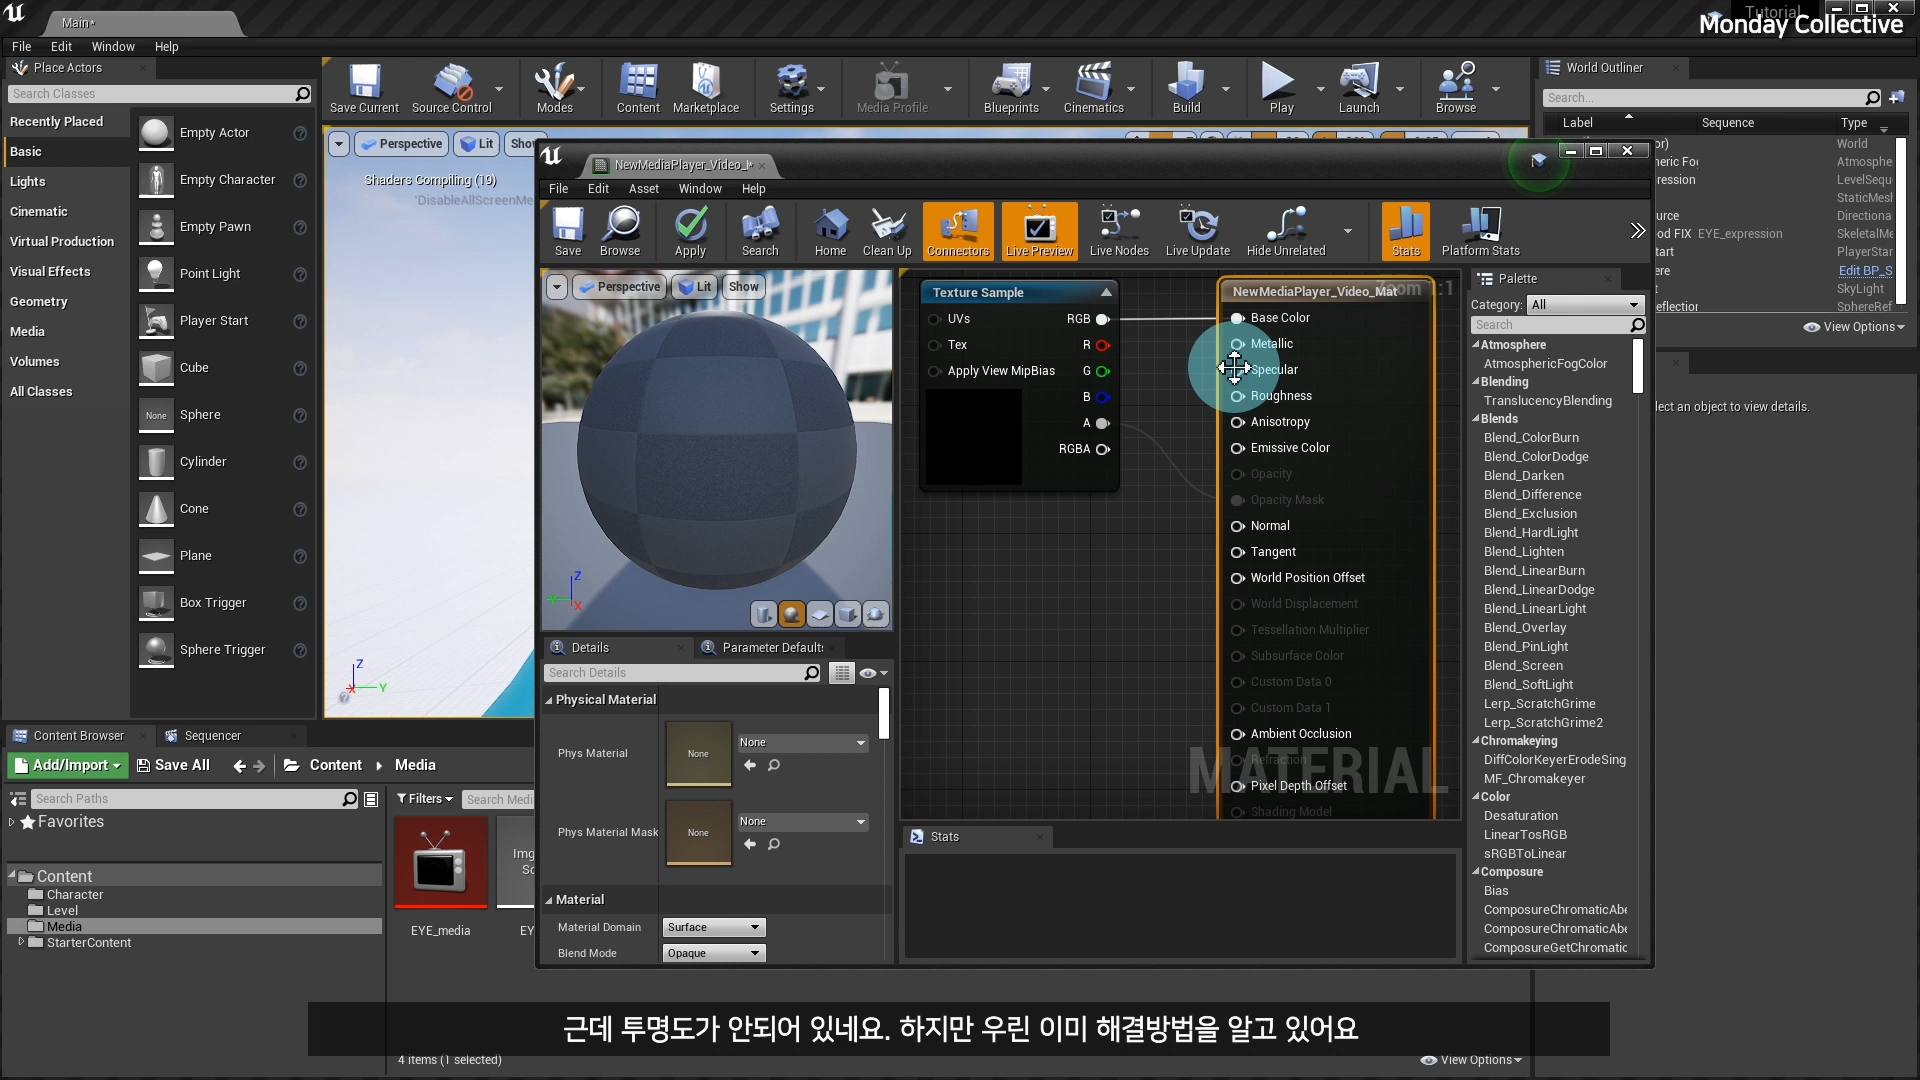 Main*
Tutorial
Monday Collective
File Edit Window Help
Place Actors
Search Classes
Recently Placed
Basic
Lights
Cinematic
Virtual Production
Visual Effects
Geometry
Media
Volumes
All Classes
Empty Actor
Empty Character
Empty Pawn
Point Light
Player Start
Cube
None
Sphere
Cylinder
Cone
Plane
Box Trigger
Sphere Trigger
Save Current
Source Control
Modes
Content
Marketplace
Settings
Media Profile
Blueprints
Cinematics
Build
Play
Launch
Browse
Perspective
Lit
Shaders Compiling (19)
'DisableAllScreenMe
Z
Y
X
World Outliner
Search...
Label Sequence Type
World
Atmosphe
LevelSequ
StaticMesl
Directiona
EYE_expression SkeletalMe
PlayerStar
Edit BP_S
SkyLight
SphereRef
View Options
lect an object to view details.
NewMediaPlayer_Video_
File Edit Asset Window Help
Save
Browse
Apply
Search
Home
Clean Up
Connectors
Live Preview
Live Nodes
Live Update
Hide Unrelated
Stats
Platform Stats
Perspective
Lit
Show
Z
X
Details
Parameter Default
Search Details
Physical Material
Phys Material
None
None
Phys Material Mask
None
None
Material
Material Domain
Surface
Blend Mode
Opaque
Texture Sample
UVs
Tex
Apply View MipBias
RGB
R
G
B
A
RGBA
Zoom 1:1
NewMediaPlayer_Video_Mat
Base Color
Metallic
Specular
Roughness
Anisotropy
Emissive Color
Opacity
Opacity Mask
Normal
Tangent
World Position Offset
World Displacement
Tessellation Multiplier
Subsurface Color
Custom Data 0
Custom Data 1
Ambient Occlusion
Refraction
Pixel Depth Offset
Shading Model
MATERIAL
Stats
Palette
Category: All
Search
Atmosphere
AtmosphericFogColor
Blending
TranslucencyBlending
Blends
Blend_ColorBurn
Blend_ColorDodge
Blend_Darken
Blend_Difference
Blend_Exclusion
Blend_HardLight
Blend_Lighten
Blend_LinearBurn
Blend_LinearDodge
Blend_LinearLight
Blend_Overlay
Blend_PinLight
Blend_Screen
Blend_SoftLight
Lerp_ScratchGrime
Lerp_ScratchGrime2
Chromakeying
DiffColorKeyerErodeSing
MF_Chromakeyer
Color
Desaturation
LinearTosRGB
sRGBToLinear
Composure
Bias
ComposureChromaticAbe
ComposureChromaticAbe
ComposureGetChromatic
Content Browser
Sequencer
Add/Import
Save All
Content
Media
Search Paths
Filters
Search Medi
Favorites
Content
Character
Level
Media
StarterContent
EYE_media
근데 투명도가 안되어 있네요. 하지만 우린 이미 해결방법을 알고 있어요
4 items (1 selected)
View Options